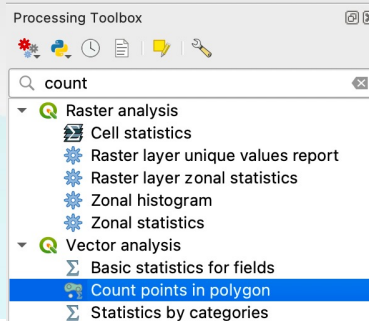 Processing Toolbox
count
Raster analysis
Cell statistics
Raster layer unique values report
Raster layer zonal statistics
Zonal histogram
Zonal statistics
Vector analysis
Basic statistics for fields
Count points in polygon
Statistics by categories